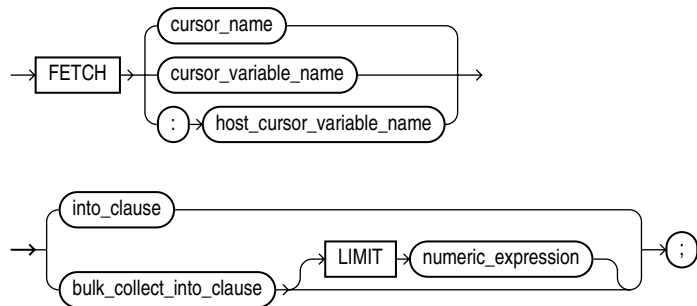 cursor_name
FETCH
cursor_variable_name
: host_cursor_variable_name
into_clause
LIMIT numeric_expression ;
bulk_collect_into_clause